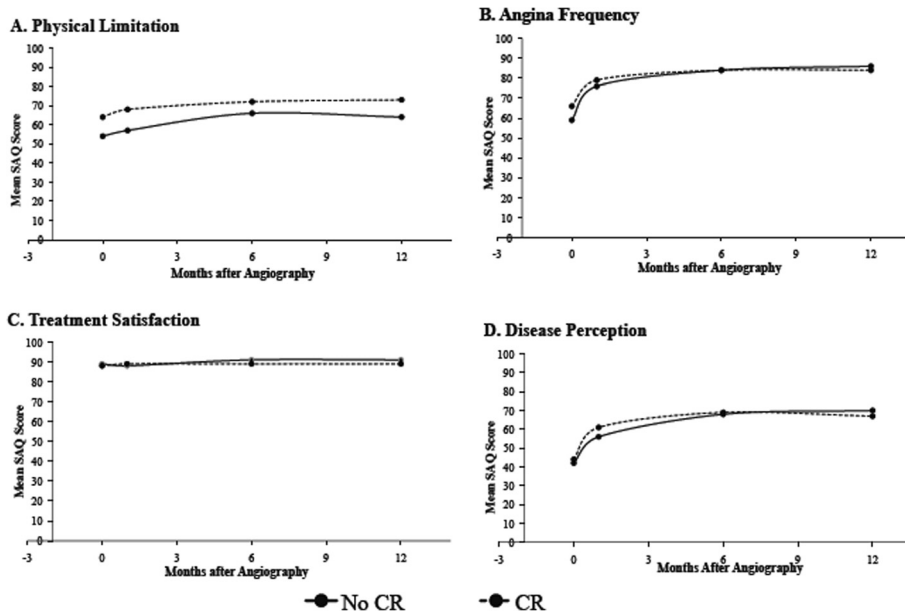 A. Physical Limitation
100
90
80
70
60
50
40
30
20
10
0
Mean SAQ Score
-3 0 3 6 9 12
Months after Angiography
B. Angina Frequency
100
90
80
70
60
50
40
30
20
10
0
Mean SAQ Score
-3 0 3 6 9 12
Months after Angiography
C. Treatment Satisfaction
100
90
80
70
60
50
40
30
20
10
0
Mean SAQ Score
-3 0 3 6 9 12
Months after Angiography
D. Disease Perception
100
90
80
70
60
50
40
30
20
10
0
Mean SAQ Score
-3 0 3 6 9 12
Months After Angiography
No CR CR